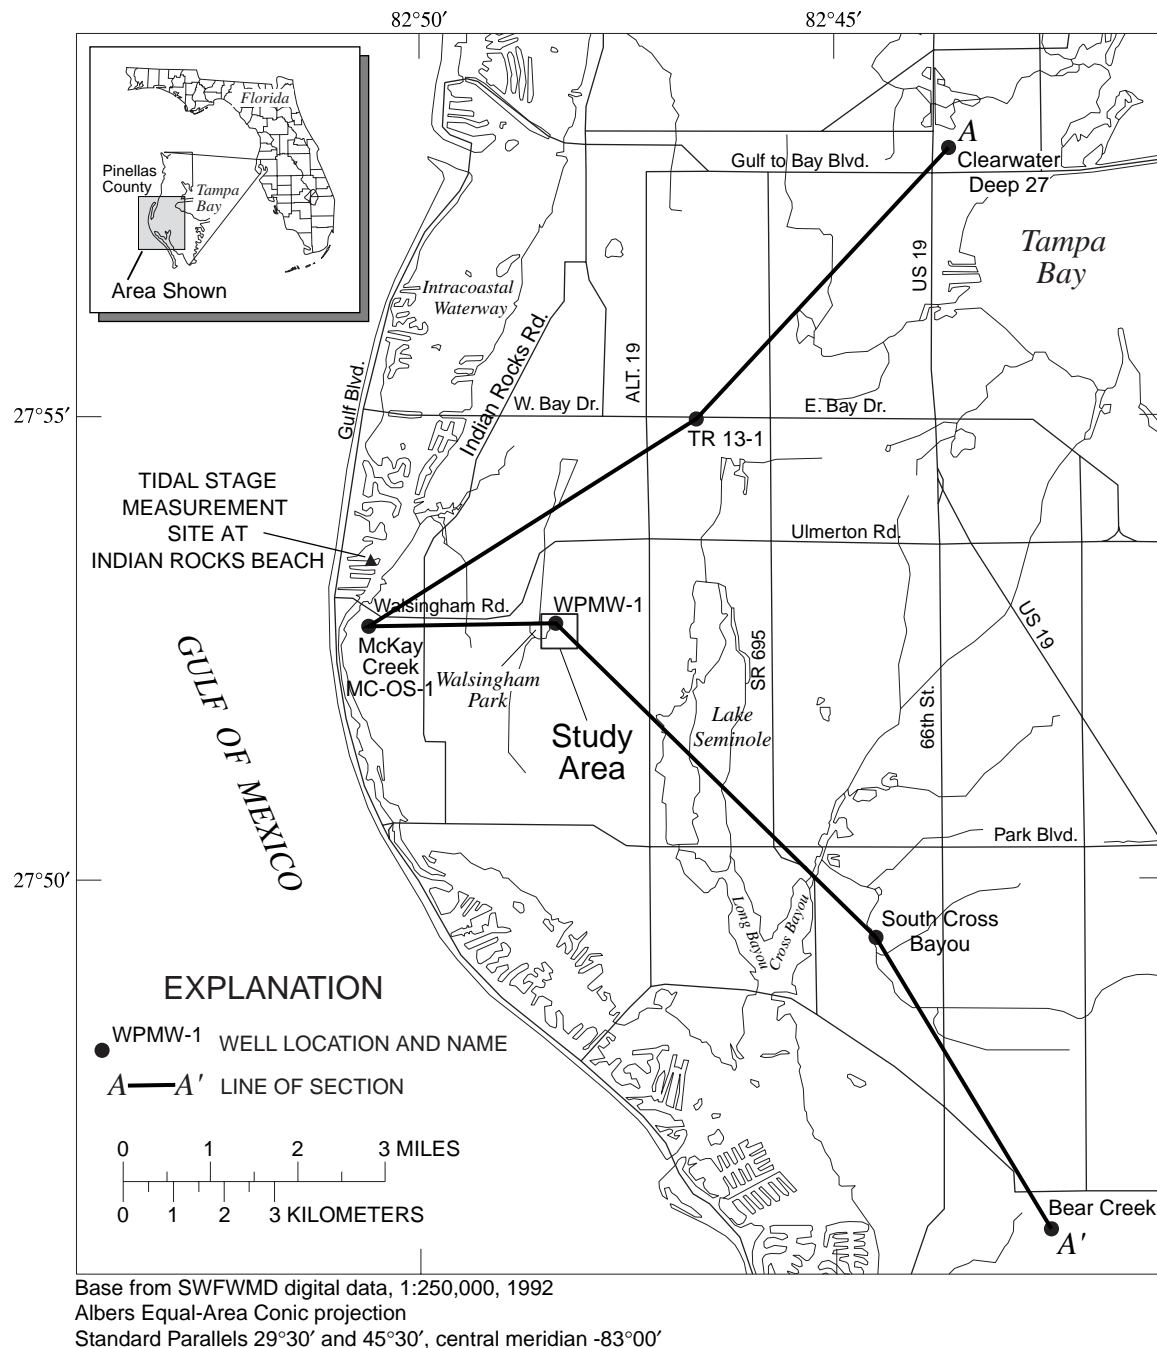 82°50′
82°45′
Florida
Pinellas
County
Tampa
Bay
Area Shown
A
Gulf to Bay Blvd.
Clearwater
Deep 27
Tampa
Bay
US 19
Intracoastal
Waterway
Indian Rocks Rd.
ALT. 19
Gulf Blvd.
W. Bay Dr.
E. Bay Dr.
27°55′
TR 13-1
TIDAL STAGE
MEASUREMENT
SITE AT
INDIAN ROCKS BEACH
Ulmerton Rd.
Walsingham Rd.
WPMW-1
US 19
McKay
Creek
MC-OS-1
Walsingham
Park
SR 695
GULF OF MEXICO
Study
Area
Lake
Seminole
66th St.
Park Blvd.
27°50′
Long Bayou
Cross Bayou
South Cross
Bayou
EXPLANATION
WPMW-1 WELL LOCATION AND NAME
A A′ LINE OF SECTION
0 1 2 3 MILES
0 1 2 3 KILOMETERS
Bear Creek
A′
Base from SWFWMD digital data, 1:250,000, 1992
Albers Equal-Area Conic projection
Standard Parallels 29°30′ and 45°30′, central meridian -83°00′